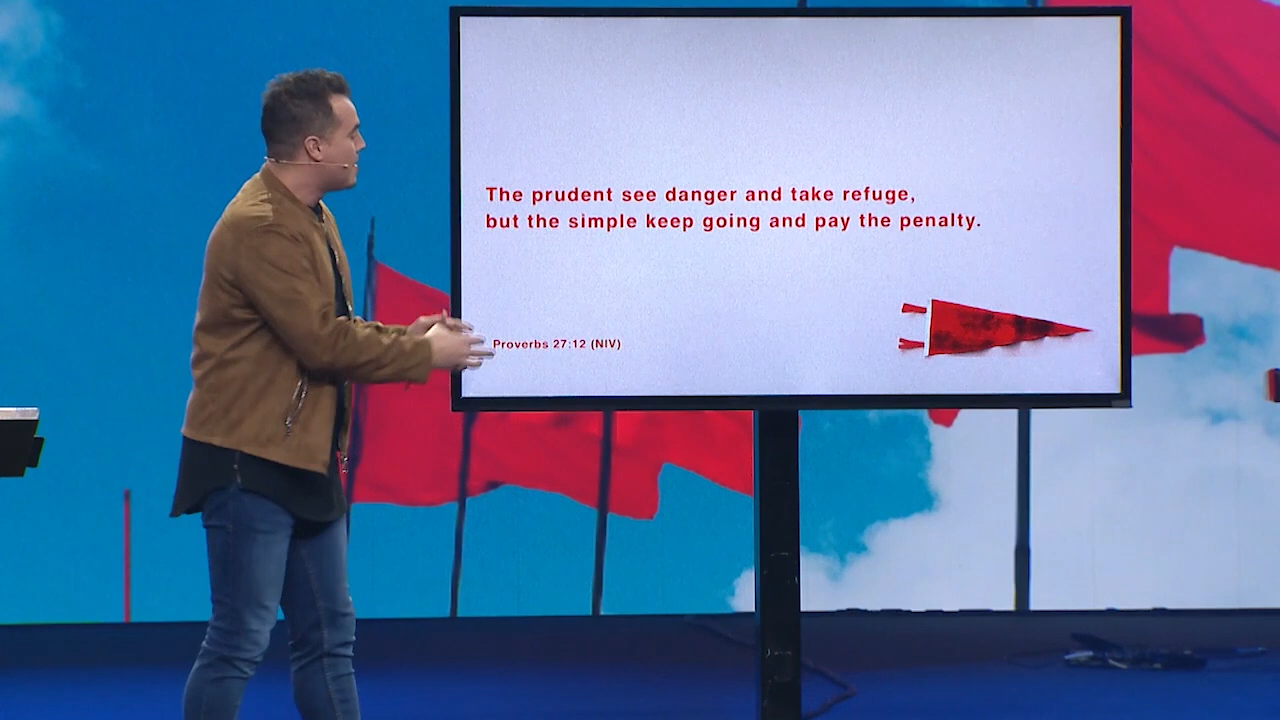 The prudent see danger and take refuge,
but the simple keep going and pay the penalty.
Proverbs 27:12 (NIV)